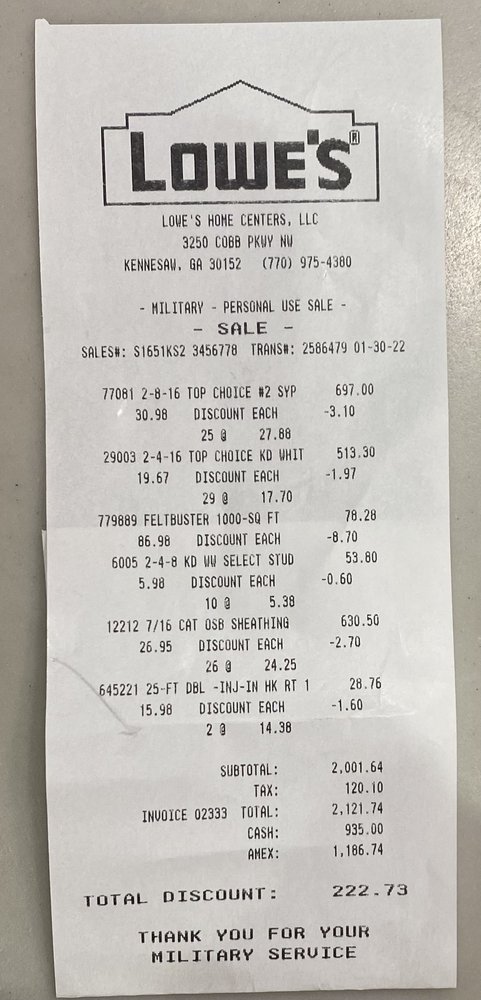 LOWE'S®
LOWE'S HOME CENTERS, LLC
3250 COBB PKWY NW
KENNESAW, GA 30152 (770) 975-4380
- MILITARY - PERSONAL USE SALE -
- SALE -
SALES#: S1651KS2 3456778 TRANS#: 2586479 01-30-22
77081 2-8-16 TOP CHOICE #2 SYP 697.00
30.98 DISCOUNT EACH -3.10
25 @ 27.88
29003 2-4-16 TOP CHOICE KD WHIT 513.30
19.67 DISCOUNT EACH -1.97
29 @ 17.70
779889 FELTBUSTER 1000-SQ FT 78.28
86.98 DISCOUNT EACH -8.70
6005 2-4-8 KD WW SELECT STUD 53.80
5.98 DISCOUNT EACH -0.60
10 @ 5.38
12212 7/16 CAT OSB SHEATHING 630.50
26.95 DISCOUNT EACH -2.70
26 @ 24.25
645221 25-FT DBL -INJ-IN HK RT 1 28.76
15.98 DISCOUNT EACH -1.60
2 @ 14.38
SUBTOTAL: 2,001.64
TAX: 120.10
INVOICE 02333 TOTAL: 2,121.74
CASH: 935.00
AMEX: 1,186.74
TOTAL DISCOUNT: 222.73
THANK YOU FOR YOUR
MILITARY SERVICE